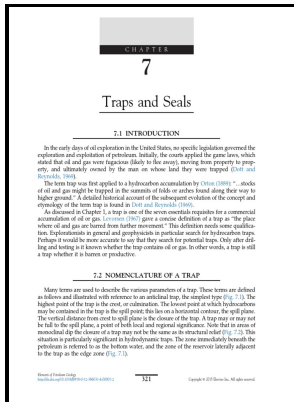 CHAPTER
7
Traps and Seals
7.1 INTRODUCTION
In the early days of oil exploration in the United States, no specific legislation governed the
exploration and exploitation of petroleum. Initially, the courts applied the game laws, which
stated that oil and gas were fugacious (likely to flee away), moving from property to prop-
erty, and ultimately owned by the man on whose land they were trapped (Dott and
Reynolds, 1969).
The term trap was first applied to a hydrocarbon accumulation by Orton (1889): "...stocks
of oil and gas might be trapped in the summits of folds or arches found along their way to
higher ground." A detailed historical account of the subsequent evolution of the concept and
etymology of the term trap is found in Dott and Reynolds (1969).
As discussed in Chapter 1, a trap is one of the seven essential requisites for a commercial
accumulation of oil or gas. Levorsen (1967) gave a concise definition of a trap as "the place
where oil and gas are barred from further movement." This definition needs some qualifica-
tion. Explorationists in general and geophysicists in particular search for hydrocarbon traps.
Perhaps it would be more accurate to say that they search for potential traps. Only after drill-
ing and testing is it known whether the trap contains oil or gas. In other words, a trap is still
a trap whether it is barren or productive.
7.2 NOMENCLATURE OF A TRAP
Many terms are used to describe the various parameters of a trap. These terms are defined
as follows and illustrated with reference to an anticlinal trap, the simplest type (Fig. 7.1). The
highest point of the trap is the crest, or culmination. The lowest point at which hydrocarbons
may be contained in the trap is the spill point; this lies on a horizontal contour, the spill plane.
The vertical distance from crest to spill plane is the closure of the trap. A trap may or may not
be full to the spill plane, a point of both local and regional significance. Note that in areas of
monoclinal dip the closure of a trap may not be the same as its structural relief (Fig. 7.2). This
situation is particularly significant in hydrodynamic traps. The zone immediately beneath the
petroleum is referred to as the bottom water, and the zone of the reservoir laterally adjacent
to the trap as the edge zone (Fig. 7.1).
Elements of Petroleum Geology
321